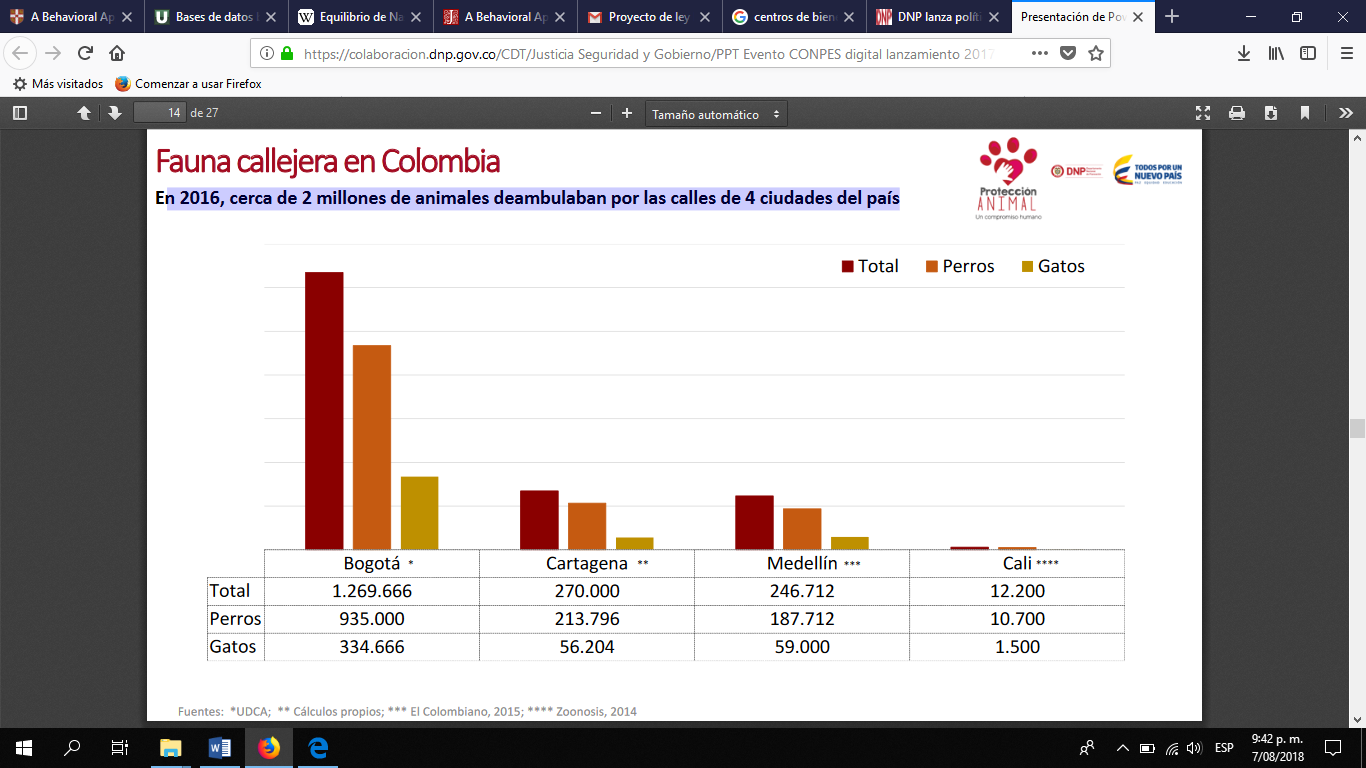 A Behavioral Ap
Bases de datos
Equilibrio de Na
A Behavioral Ap
Proyecto de ley
centros de bien
DNP lanza polít
Presentación de Pow
https://colaboracion.dnp.gov.co/CDT/Justicia Seguridad y Gobierno/PPT Evento CONPES digital lanzamiento 2017
Más visitados
Comenzar a usar Firefox
14 de 27
Tamaño automático
Fauna callejera en Colombia
En 2016, cerca de 2 millones de animales deambulaban por las calles de 4 ciudades del país
Protección
ANIMAL
Un compromiso humano
DNP
TODOS POR UN
NUEVO PAÍS
PAZ EQUIDAD EDUCACIÓN
Total Perros Gatos
Bogotá * Cartagena ** Medellín *** Cali ****
Total 1.269.666 270.000 246.712 12.200
Perros 935.000 213.796 187.712 10.700
Gatos 334.666 56.204 59.000 1.500
Fuentes: *UDCA; ** Cálculos propios; *** El Colombiano, 2015; **** Zoonosis, 2014
ESP
9:42 p. m.
7/08/2018